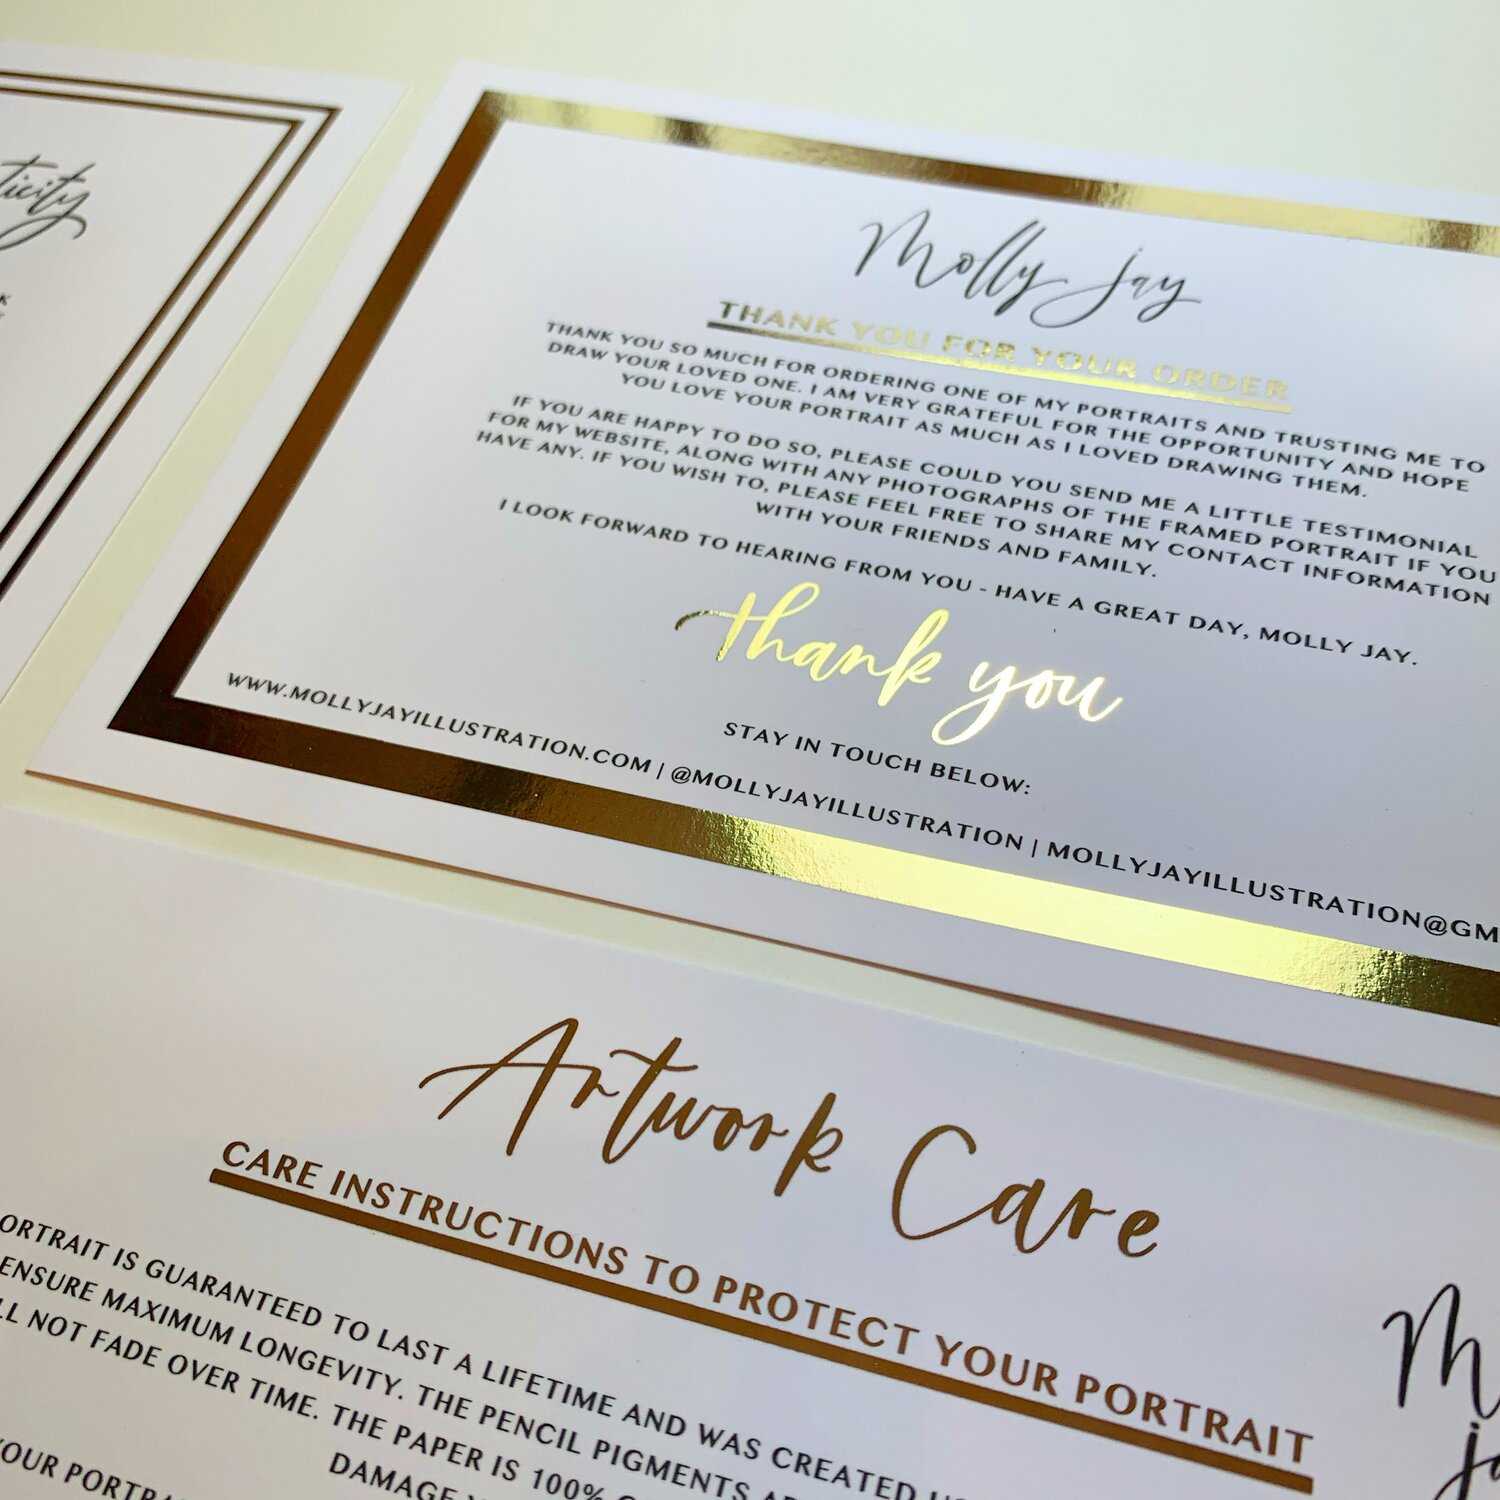 Molly Jay
THANK YOU FOR YOUR ORDER
THANK YOU SO MUCH FOR ORDERING ONE OF MY PORTRAITS AND TRUSTING ME TO
DRAW YOUR LOVED ONE. I AM VERY GRATEFUL FOR THE OPPORTUNITY AND HOPE
YOU LOVE YOUR PORTRAIT AS MUCH AS I LOVED DRAWING THEM.
IF YOU ARE HAPPY TO DO SO, PLEASE COULD YOU SEND ME A LITTLE TESTIMONIAL
FOR MY WEBSITE, ALONG WITH ANY PHOTOGRAPHS OF THE FRAMED PORTRAIT IF YOU
HAVE ANY. IF YOU WISH TO, PLEASE FEEL FREE TO SHARE MY CONTACT INFORMATION
WITH YOUR FRIENDS AND FAMILY.
I LOOK FORWARD TO HEARING FROM YOU - HAVE A GREAT DAY, MOLLY JAY.
thank you
STAY IN TOUCH BELOW:
WWW.MOLLYJAYILLUSTRATION.COM | @MOLLYJAYILLUSTRATION | MOLLYJAYILLUSTRATION@GM
Artwork Care
CARE INSTRUCTIONS TO PROTECT YOUR PORTRAIT
ORTRAIT IS GUARANTEED TO LAST A LIFETIME AND WAS CREATED
ENSURE MAXIMUM LONGEVITY. THE PENCIL PIGMENTS
LL NOT FADE OVER TIME. THE PAPER IS 100%
YOUR DAMAGE